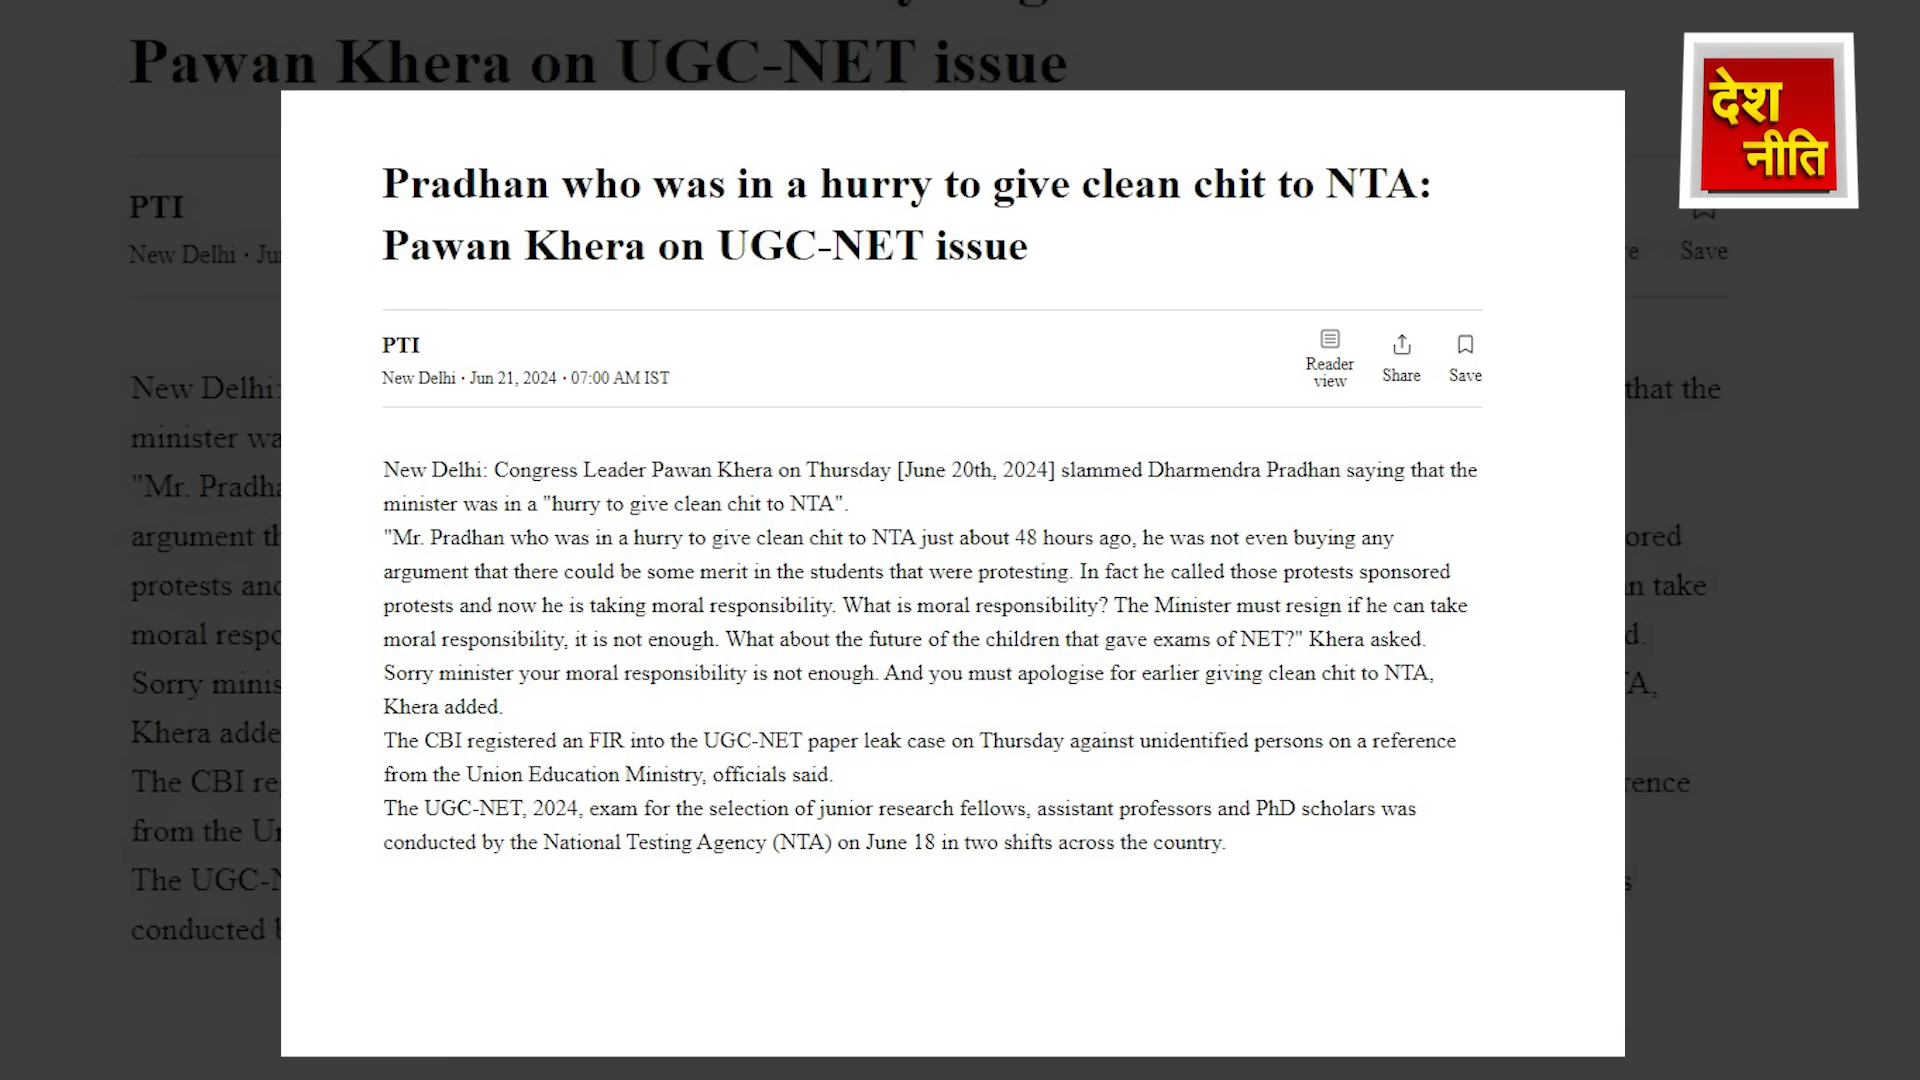 Pawan Khera on UGC-NET issue
देश
नीति
Pradhan who was in a hurry to give clean chit to NTA:
Pawan Khera on UGC-NET issue
PTI
New Delhi • Jun 21, 2024 • 07:00 AM IST
Reader
view
Share
Save
New Delhi: Congress Leader Pawan Khera on Thursday [June 20th, 2024] slammed Dharmendra Pradhan saying that the
minister was in a "hurry to give clean chit to NTA".
"Mr. Pradhan who was in a hurry to give clean chit to NTA just about 48 hours ago, he was not even buying any
argument that there could be some merit in the students that were protesting. In fact he called those protests sponsored
protests and now he is taking moral responsibility. What is moral responsibility? The Minister must resign if he can take
moral responsibility, it is not enough. What about the future of the children that gave exams of NET?" Khera asked.
Sorry minister your moral responsibility is not enough. And you must apologise for earlier giving clean chit to NTA,
Khera added.
The CBI registered an FIR into the UGC-NET paper leak case on Thursday against unidentified persons on a reference
from the Union Education Ministry, officials said.
The UGC-NET, 2024, exam for the selection of junior research fellows, assistant professors and PhD scholars was
conducted by the National Testing Agency (NTA) on June 18 in two shifts across the country.
PTI
New Delhi •
Save
New Delhi:
that the
minister
"Mr.
argument
protests
take
moral
Sorry
Khera
The CBI
from the
The
conducted